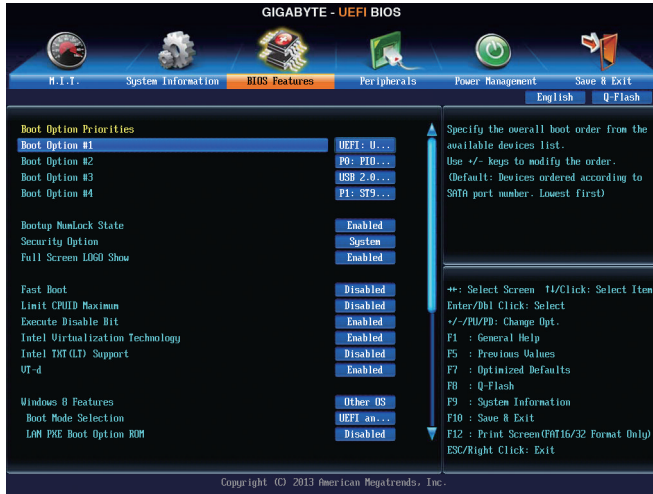 GIGABYTE - UEFI BIOS
M.I.T. System Information BIOS Features Peripherals Power Management Save & Exit
English Q-Flash
Boot Option Priorities
Boot Option #1 UEFI: U...
Boot Option #2 P0: PIO...
Boot Option #3 USB 2.0...
Boot Option #4 P1: ST9...
Bootup NumLock State Enabled
Security Option System
Full Screen LOGO Show Enabled
Fast Boot Disabled
Limit CPUID Maximum Disabled
Execute Disable Bit Enabled
Intel Virtualization Technology Enabled
Intel TXT(LT) Support Disabled
VT-d Enabled
Windows 8 Features Other OS
Boot Mode Selection UEFI an...
LAN PXE Boot Option ROM Disabled
Specify the overall boot order from the
available devices list.
Use +/- keys to modify the order.
(Default: Devices ordered according to
SATA port number. Lowest first)
↔: Select Screen ↑↓/Click: Select Item
Enter/Dbl Click: Select
+/-/PU/PD: Change Opt.
F1 : General Help
F5 : Previous Values
F7 : Optimized Defaults
F8 : Q-Flash
F9 : System Information
F10 : Save & Exit
F12 : Print Screen(FAT16/32 Format Only)
ESC/Right Click: Exit
Copyright (C) 2013 American Megatrends, Inc.